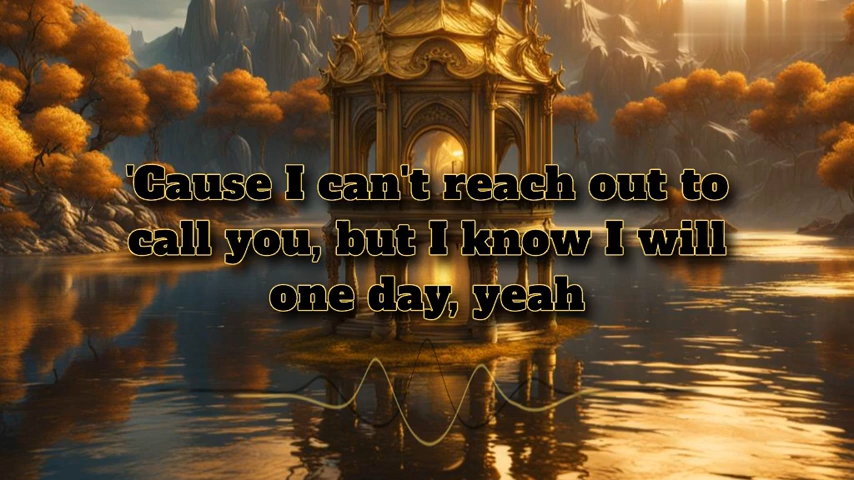 'Cause I can't reach out to
call you, but I know I will
one day, yeah